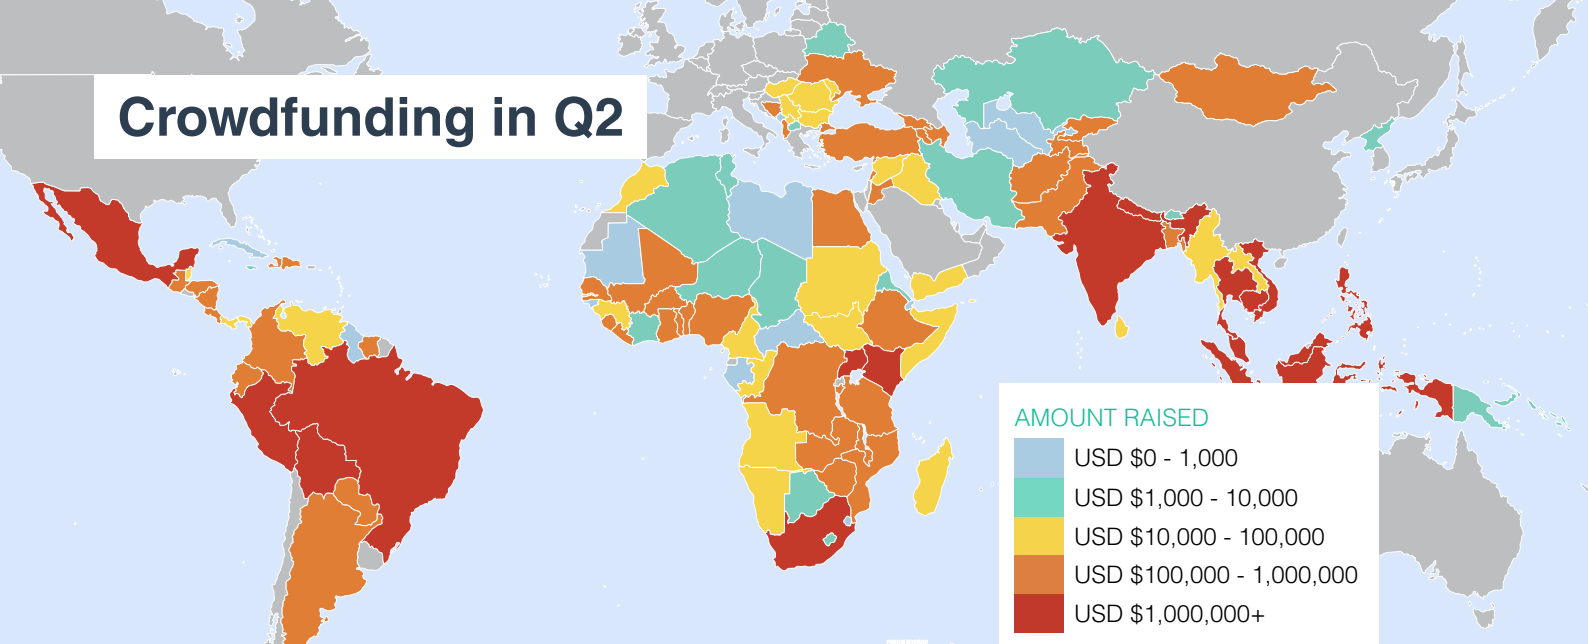 Crowdfunding in Q2
AMOUNT RAISED
USD $0 - 1,000
USD $1,000 - 10,000
USD $10,000 - 100,000
USD $100,000 - 1,000,000
USD $1,000,000+